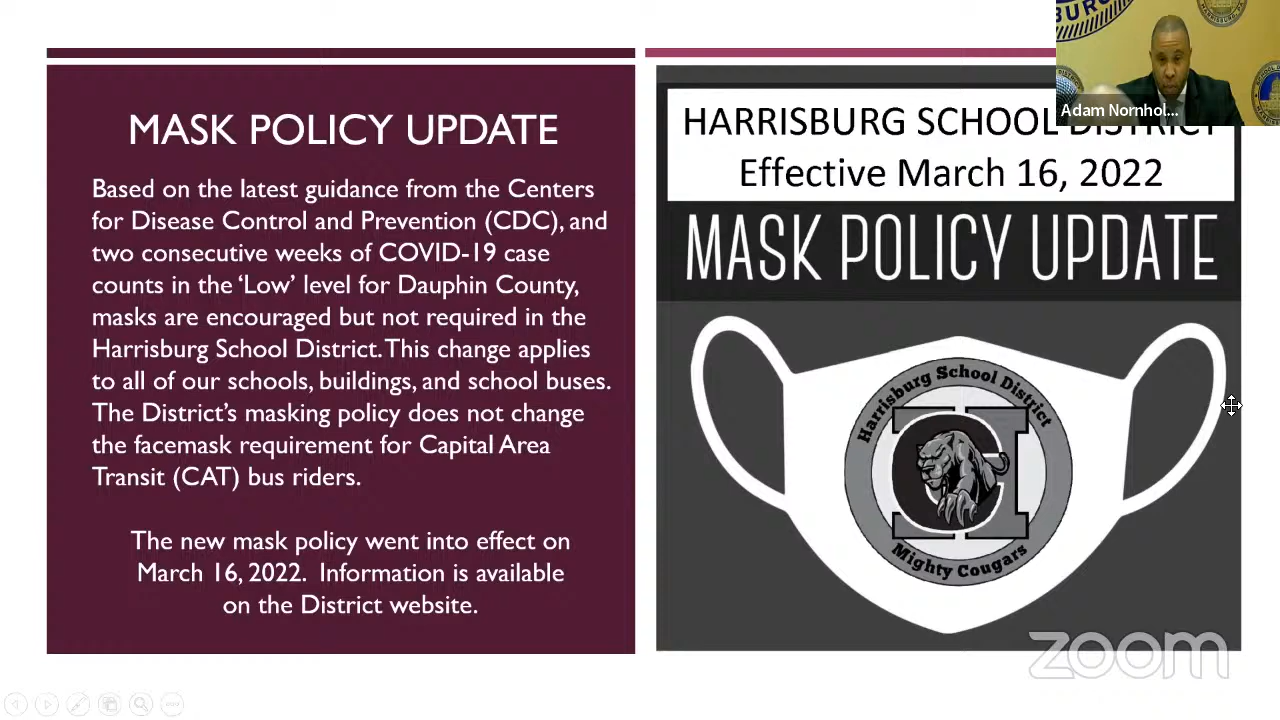 MASK POLICY UPDATE
Based on the latest guidance from the Centers
for Disease Control and Prevention (CDC), and
two consecutive weeks of COVID-19 case
counts in the ‘Low’ level for Dauphin County,
masks are encouraged but not required in the
Harrisburg School District. This change applies
to all of our schools, buildings, and school buses.
The District’s masking policy does not change
the facemask requirement for Capital Area
Transit (CAT) bus riders.
The new mask policy went into effect on
March 16, 2022. Information is available
on the District website.
Adam Nornhol...
HARRISBURG SCHOOL DISTRICT
Effective March 16, 2022
MASK POLICY UPDATE
Harrisburg School District
H
Mighty Cougars
zoom